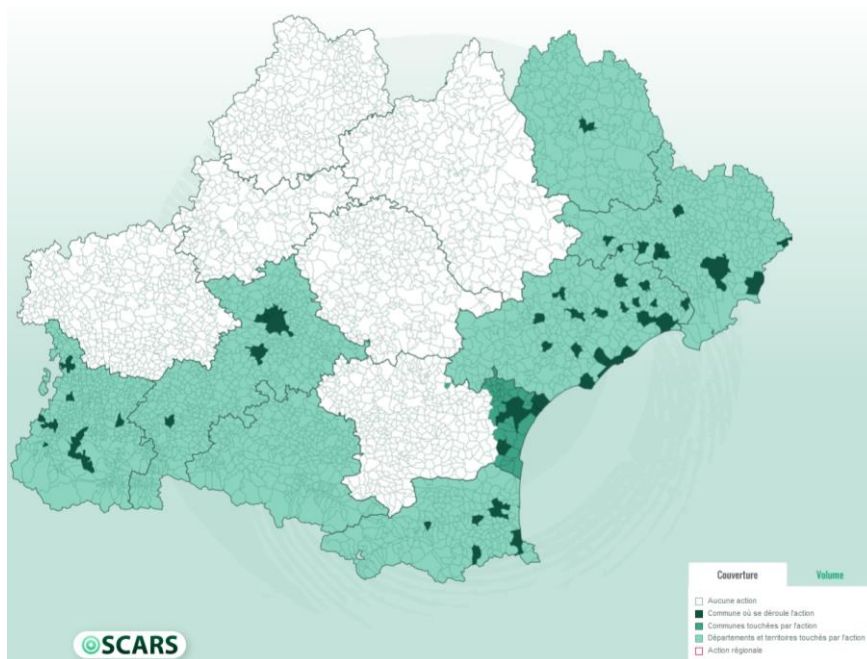 Couverture Volume
Aucune action
Commune où se déroule l'action
Communes touchées par l'action
Départements et territoires touchés par l'action
Action régionale
OSCARS